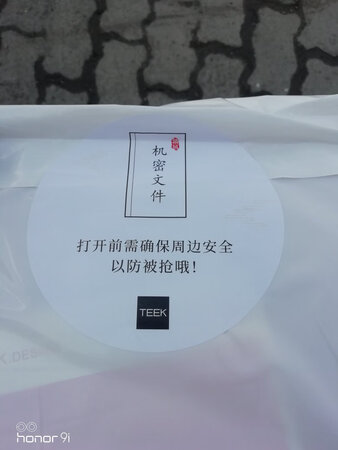 机密文件
打开前需确保周边安全
以防被抢哦!
TEEK
K.DES
honor 9i